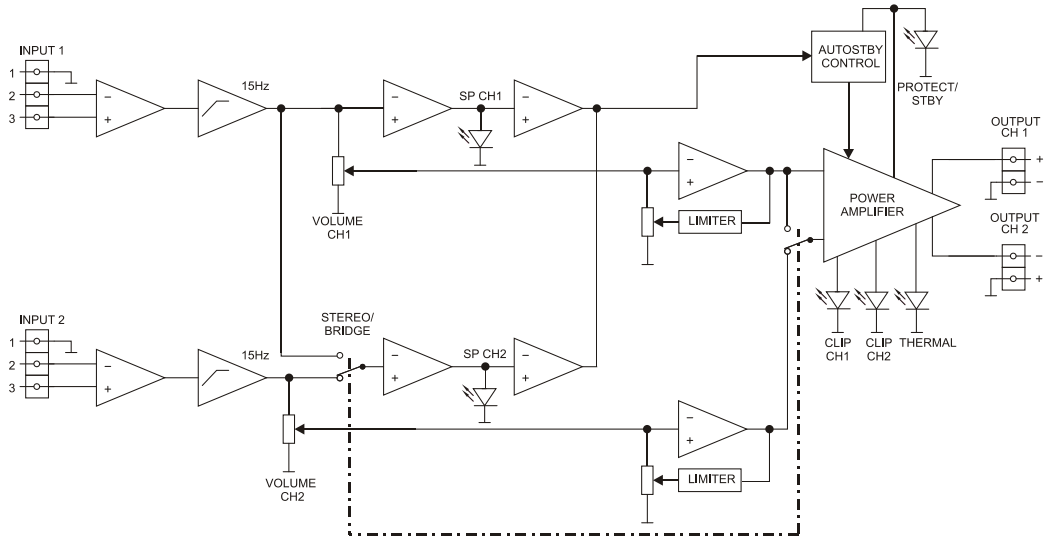 INPUT 1
1
2
3
−
+
15Hz
−
+
SP CH1
−
+
VOLUME
CH1
−
+
LIMITER
AUTOSTBY
CONTROL
PROTECT/
STBY
POWER
AMPLIFIER
OUTPUT
CH 1
+
−
OUTPUT
CH 2
−
+
CLIP
CH1
CLIP
CH2
THERMAL
INPUT 2
1
2
3
−
+
15Hz
STEREO/
BRIDGE
−
+
SP CH2
−
+
VOLUME
CH2
−
+
LIMITER